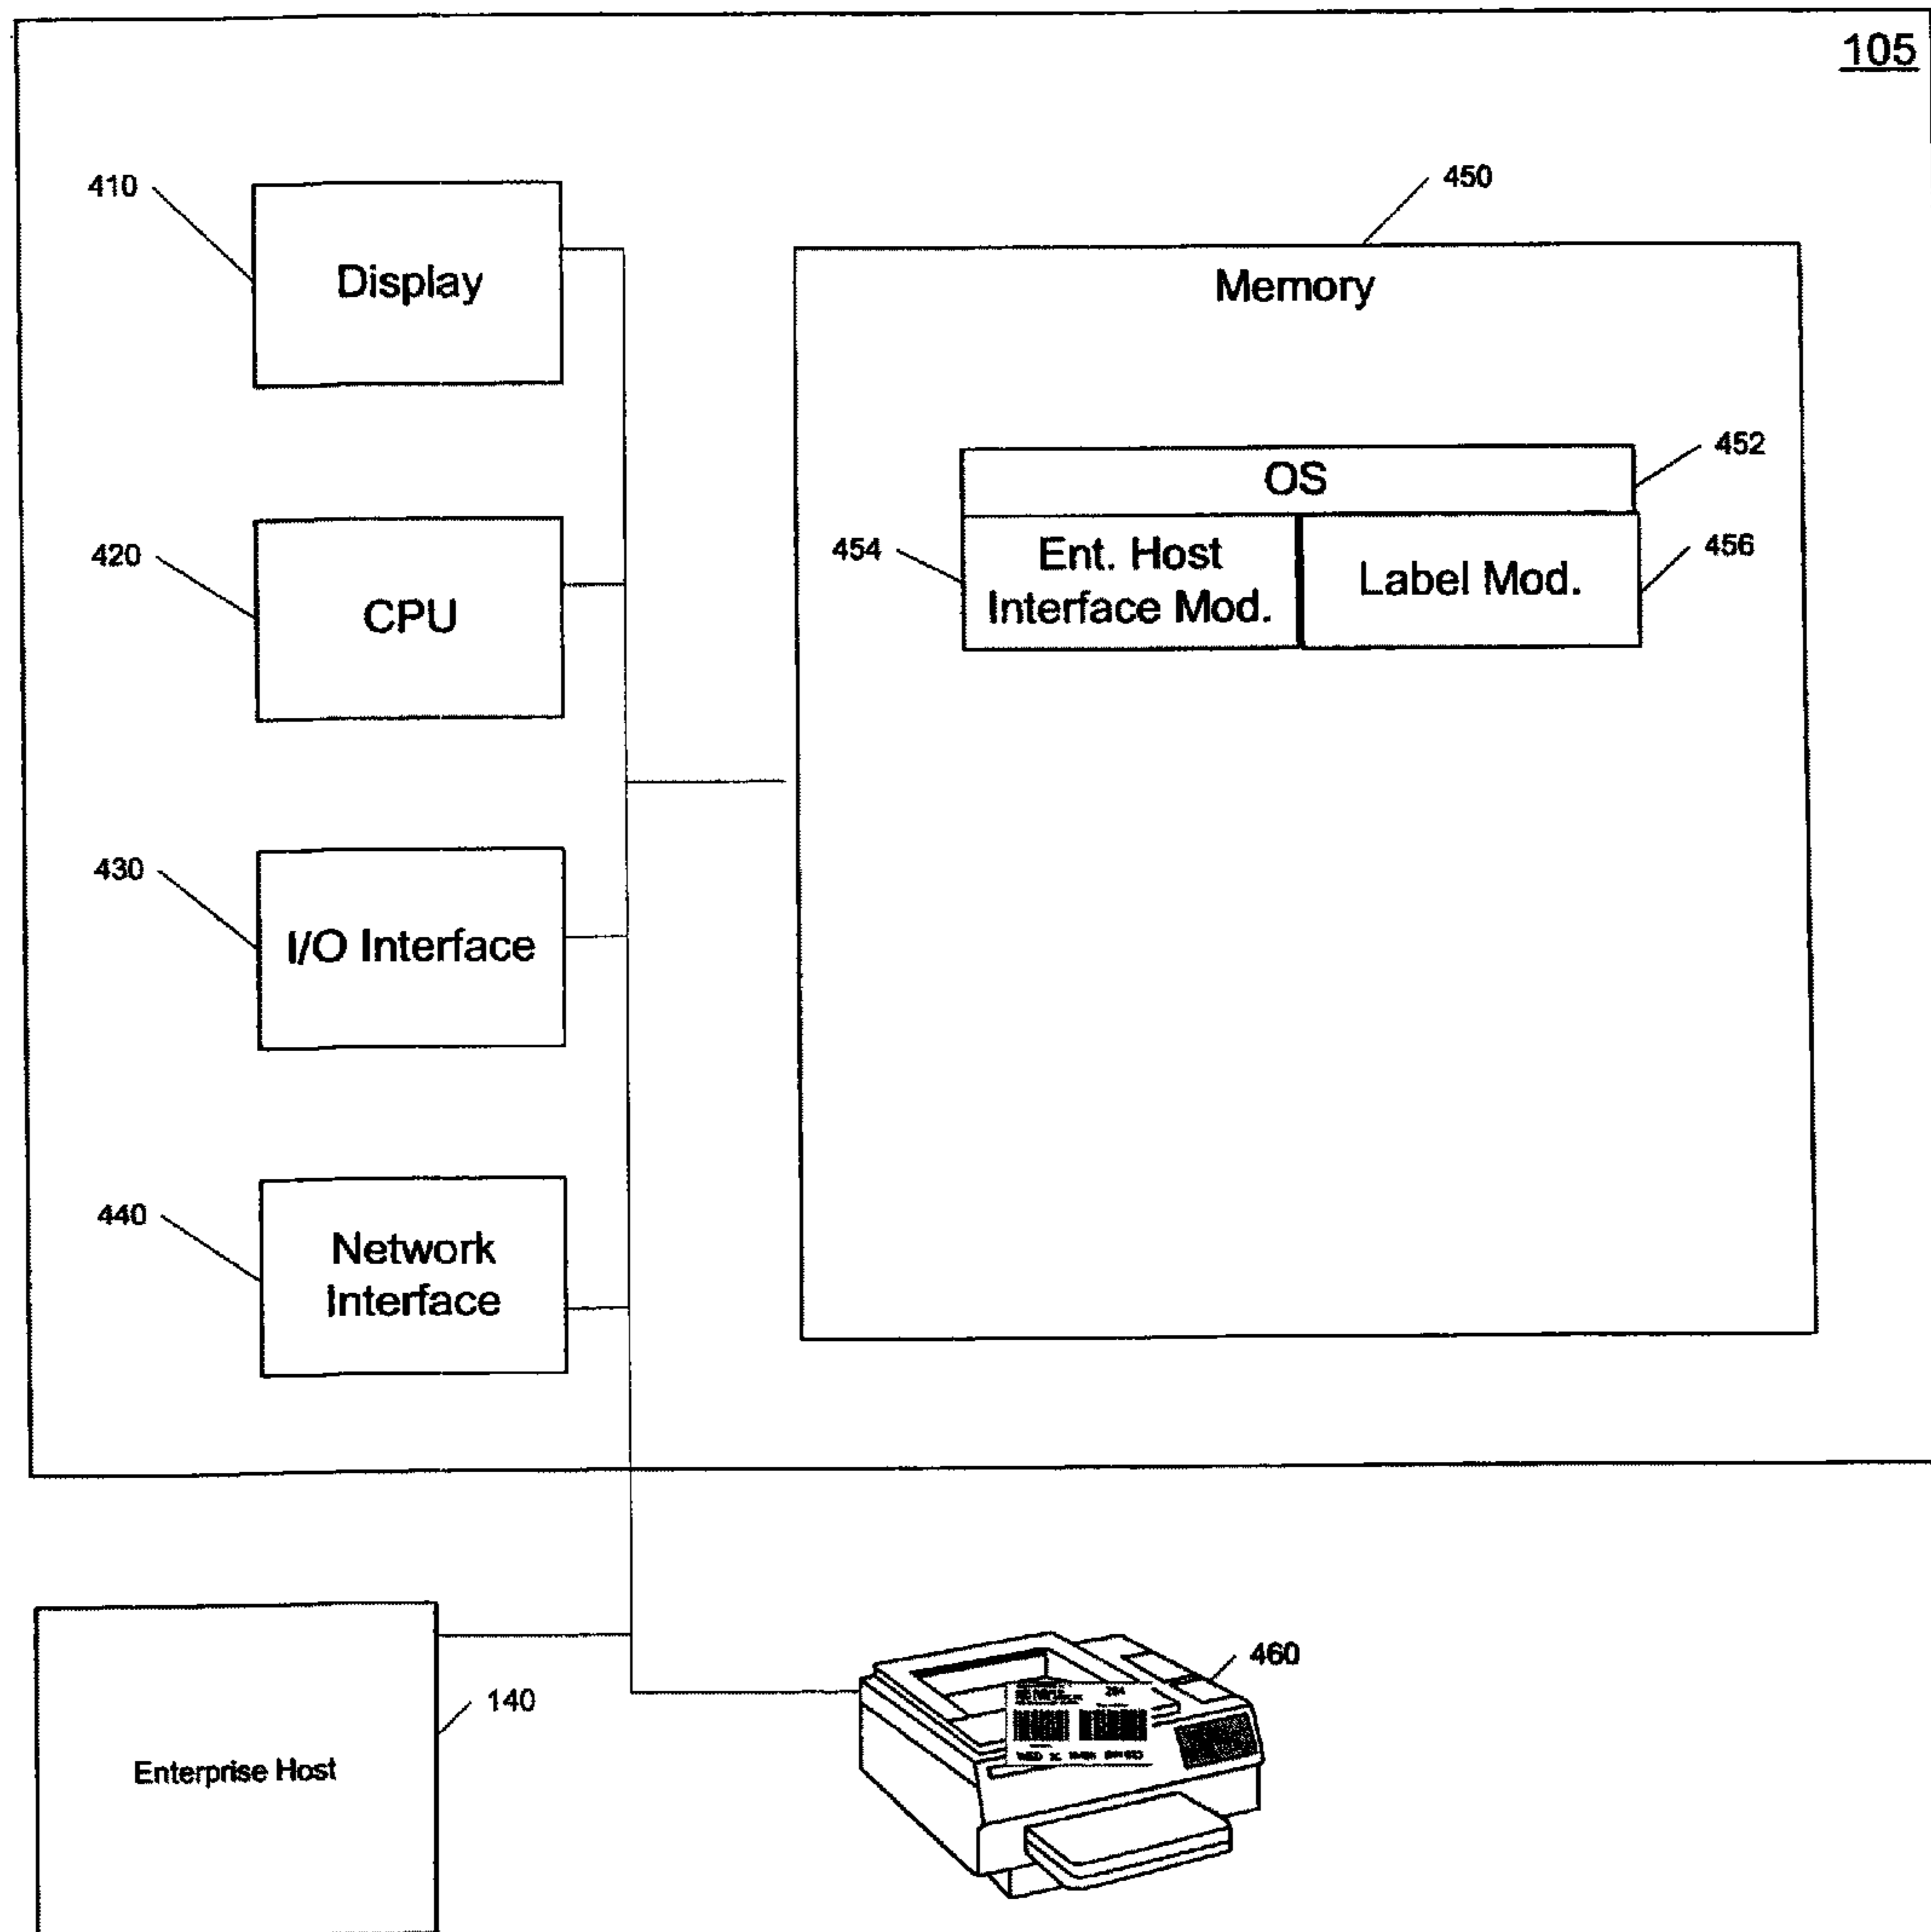 105
410
Display
450
Memory
452
OS
420
CPU
454
Ent. Host
Interface Mod.
Label Mod.
456
430
I/O Interface
440
Network
Interface
460
140
Enterprise Host